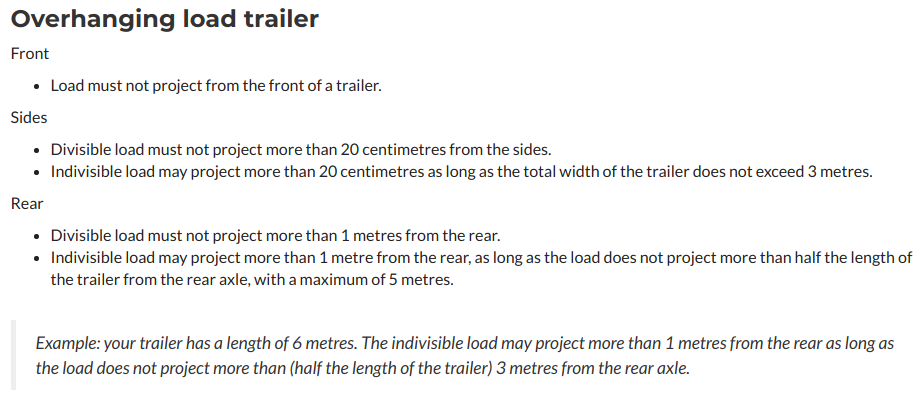 Overhanging load trailer
Front
• Load must not project from the front of a trailer.
Sides
• Divisible load must not project more than 20 centimetres from the sides.
• Indivisible load may project more than 20 centimetres as long as the total width of the trailer does not exceed 3 metres.
Rear
• Divisible load must not project more than 1 metres from the rear.
• Indivisible load may project more than 1 metre from the rear, as long as the load does not project more than half the length of
the trailer from the rear axle, with a maximum of 5 metres.
Example: your trailer has a length of 6 metres. The indivisible load may project more than 1 metres from the rear as long as
the load does not project more than (half the length of the trailer) 3 metres from the rear axle.